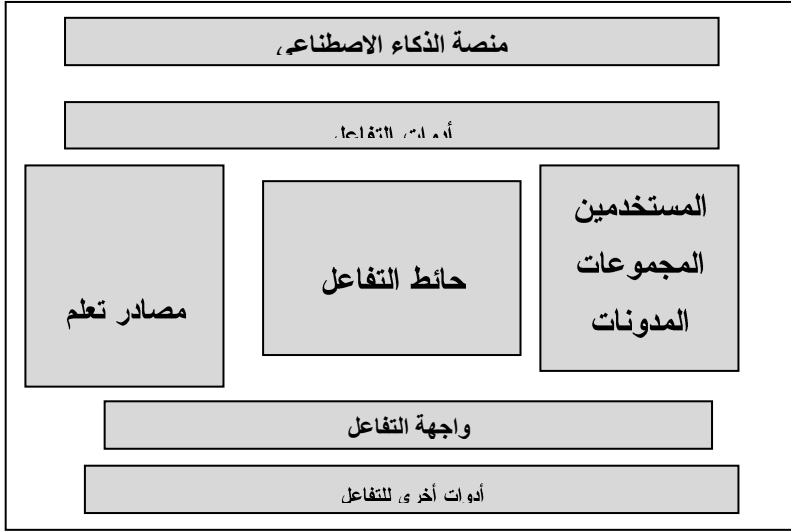 منصة الذكاء الاصطناعي
أدوات التفاعل
المستخدمين
المجموعات
المدونات
حائط التفاعل
مصادر تعلم
واجهة التفاعل
أدوات أخرى للتفاعل